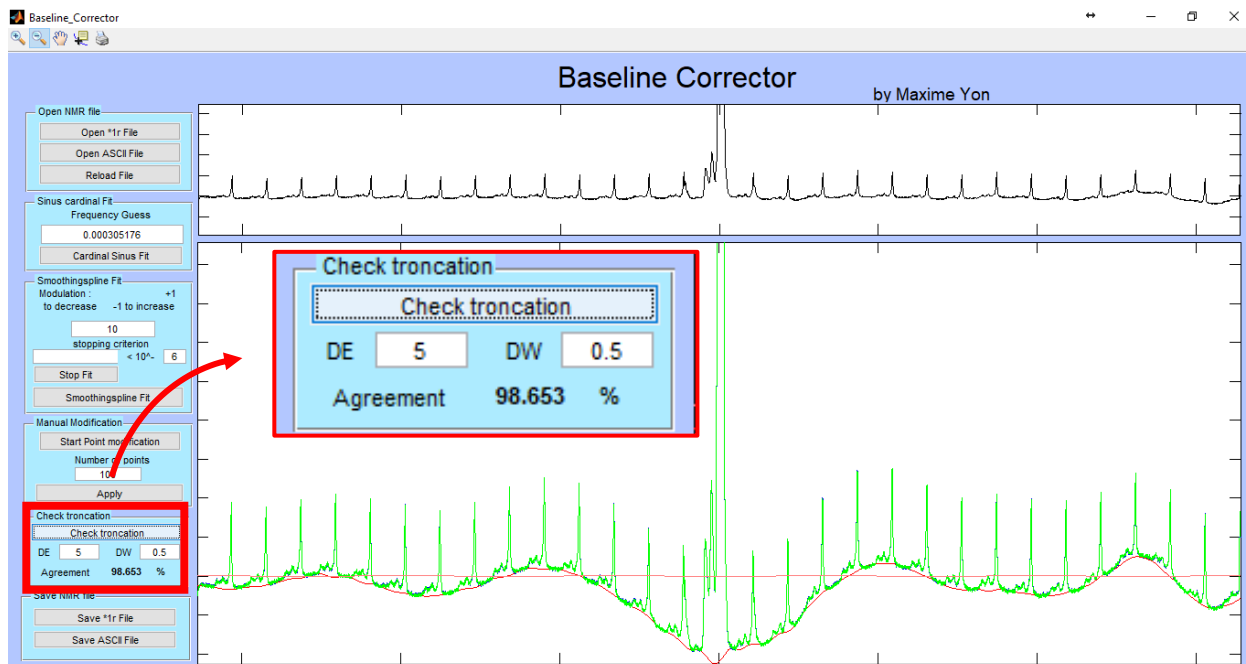 Baseline_Corrector
Baseline Corrector
by Maxime Yon
Open NMR file
Open *1r File
Open ASCII File
Reload File
Sinus cardinal Fit
Frequency Guess
0.000305176
Cardinal Sinus Fit
Smoothingspline Fit
Modulation : +1
to decrease -1 to increase
10
stopping criterion
< 10^- 6
Stop Fit
Smoothingspline Fit
Manual Modification
Start Point modification
Number of points
Apply
Check troncation
Check troncation
DE 5 DW 0.5
Agreement 98.653 %
Save NMR file
Save *1r File
Save ASCII File
Check troncation
Check troncation
DE 5 DW 0.5
Agreement 98.653 %